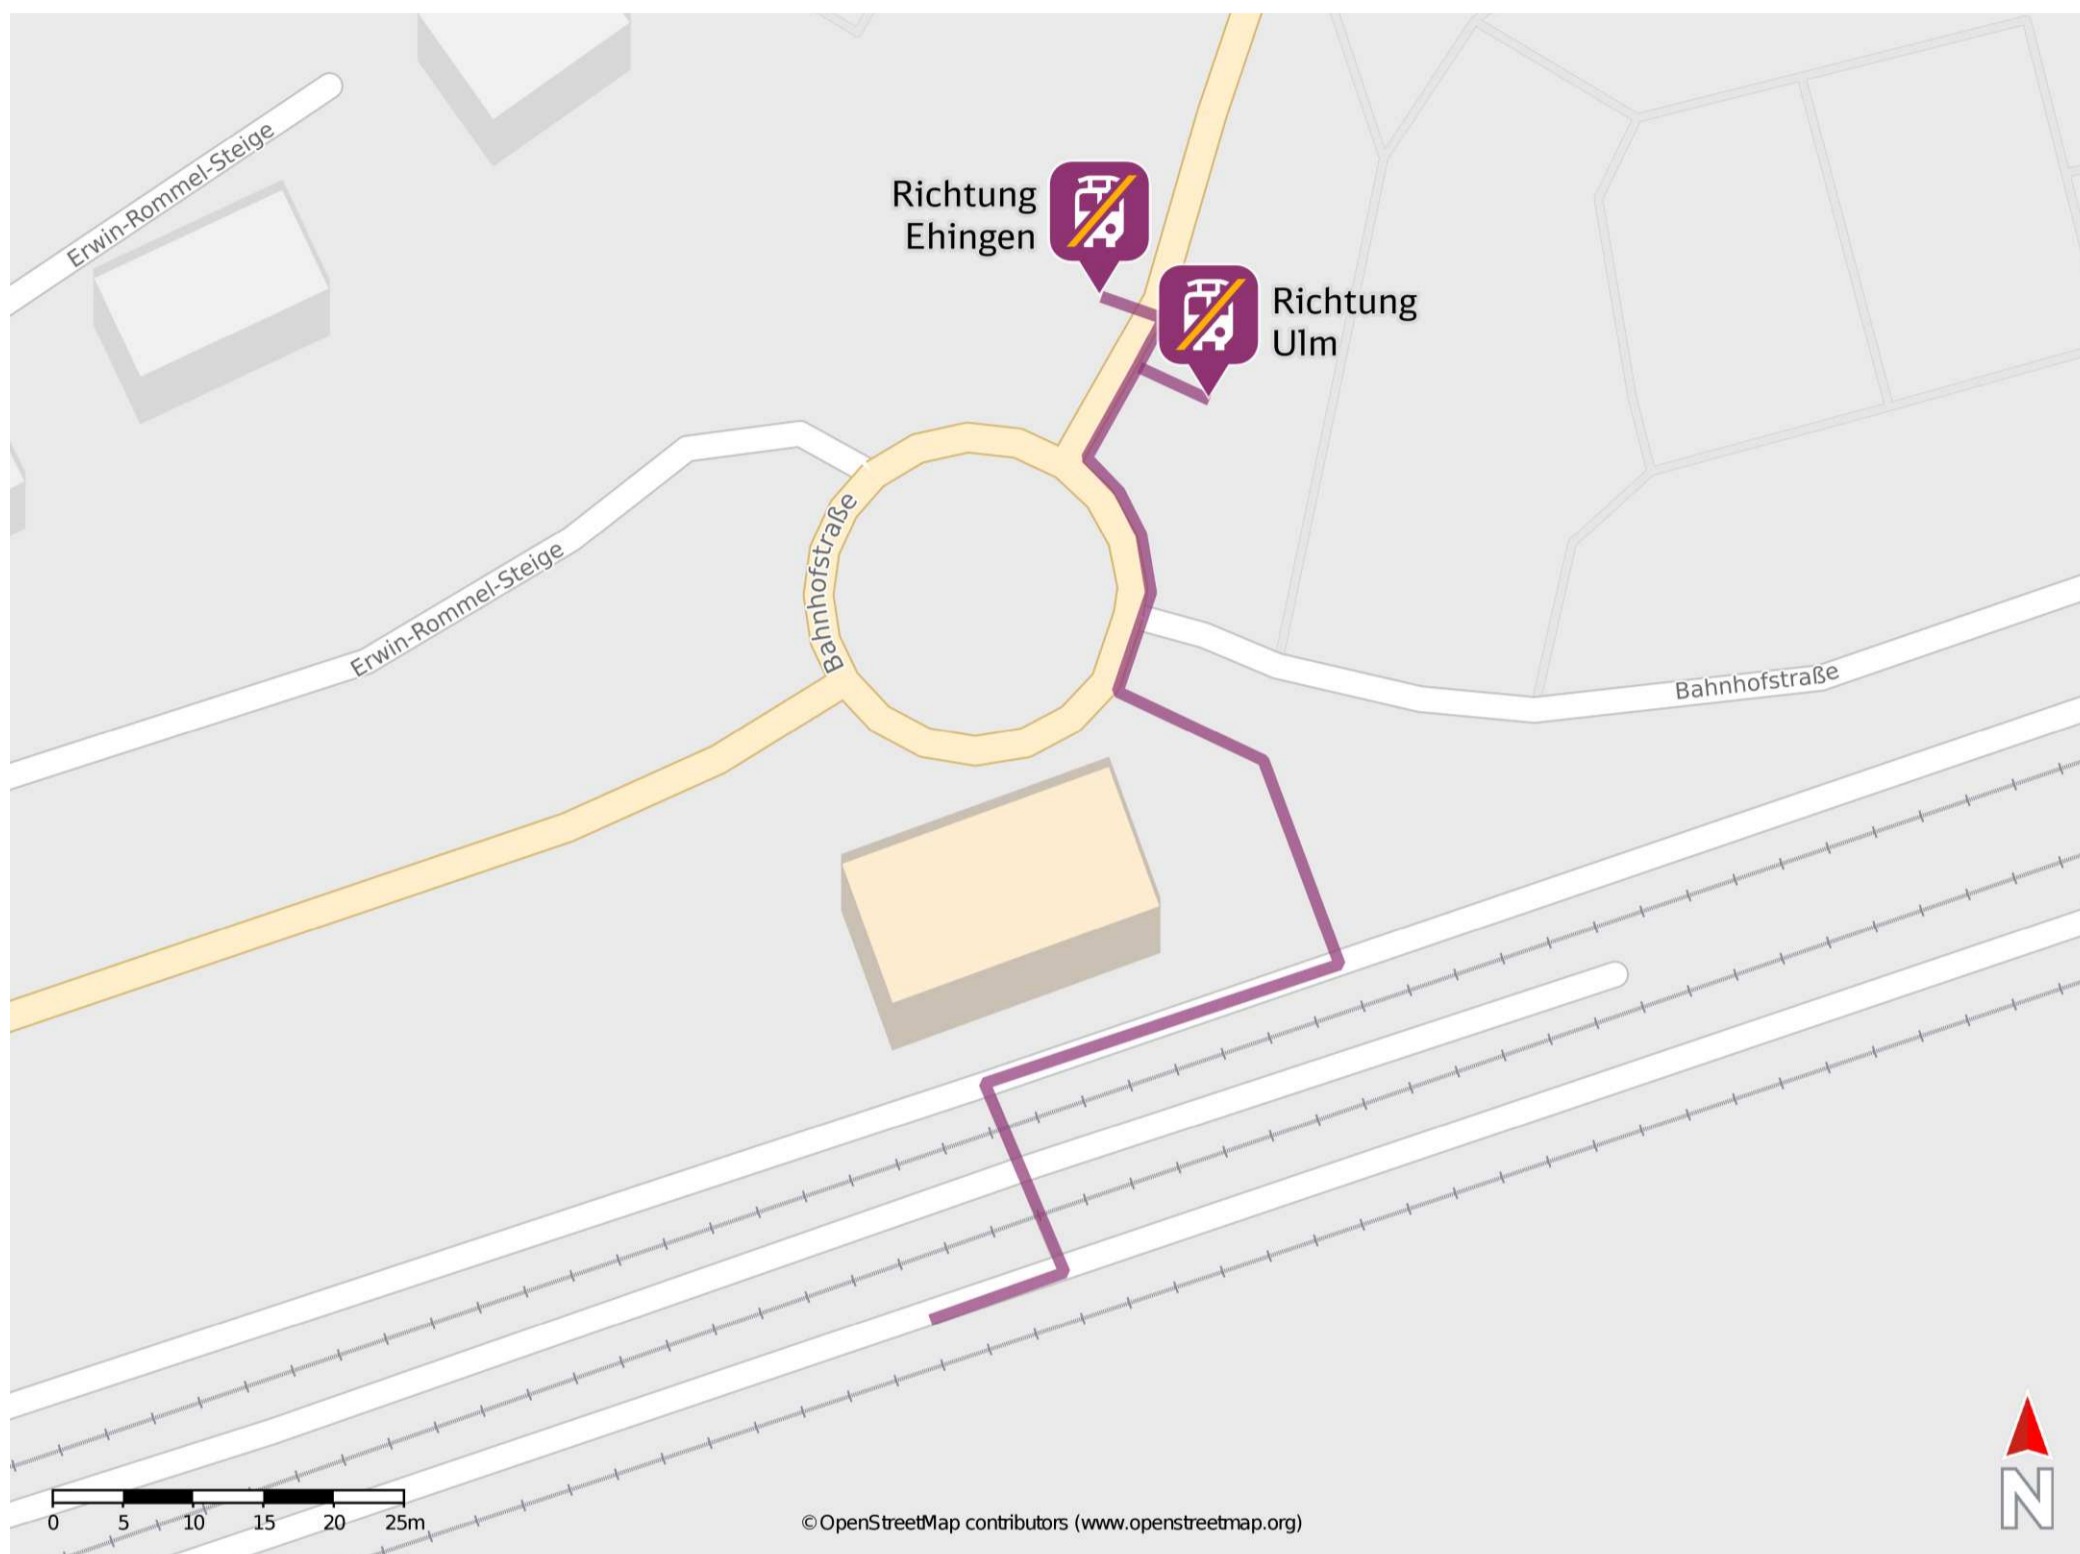 Erwin-Rommel-Steige
Richtung
Ehingen
Richtung
Ulm
Bahnhofstraße
Erwin-Rommel-Steige
Bahnhofstraße
0 5 10 15 20 25m
© OpenStreetMap contributors (www.openstreetmap.org)
N